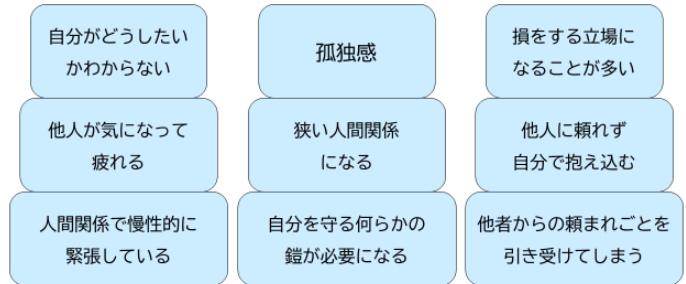 自分がどうしたい
かわからない
孤独感
損をする立場に
なることが多い
他人が気になって
疲れる
狭い人間関係
になる
他人に頼れず
自分で抱え込む
人間関係で慢性的に
緊張している
自分を守る何らかの
鎧が必要になる
他者からの頼まれごとを
引き受けてしまう